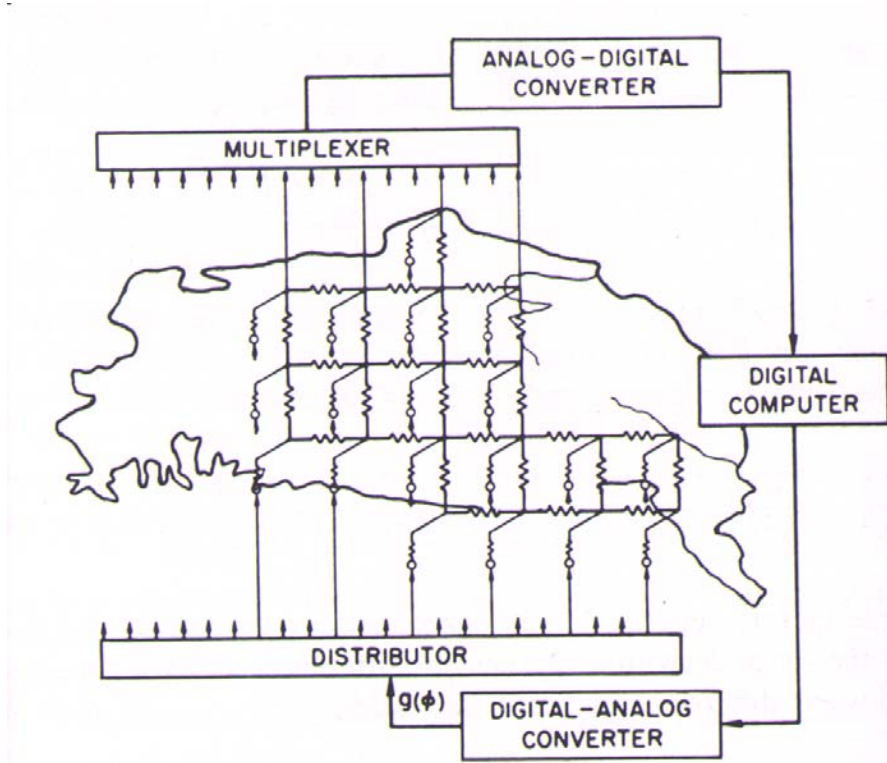 ANALOG-DIGITAL
CONVERTER
MULTIPLEXER
DIGITAL
COMPUTER
DISTRIBUTOR
g(φ)
DIGITAL-ANALOG
CONVERTER